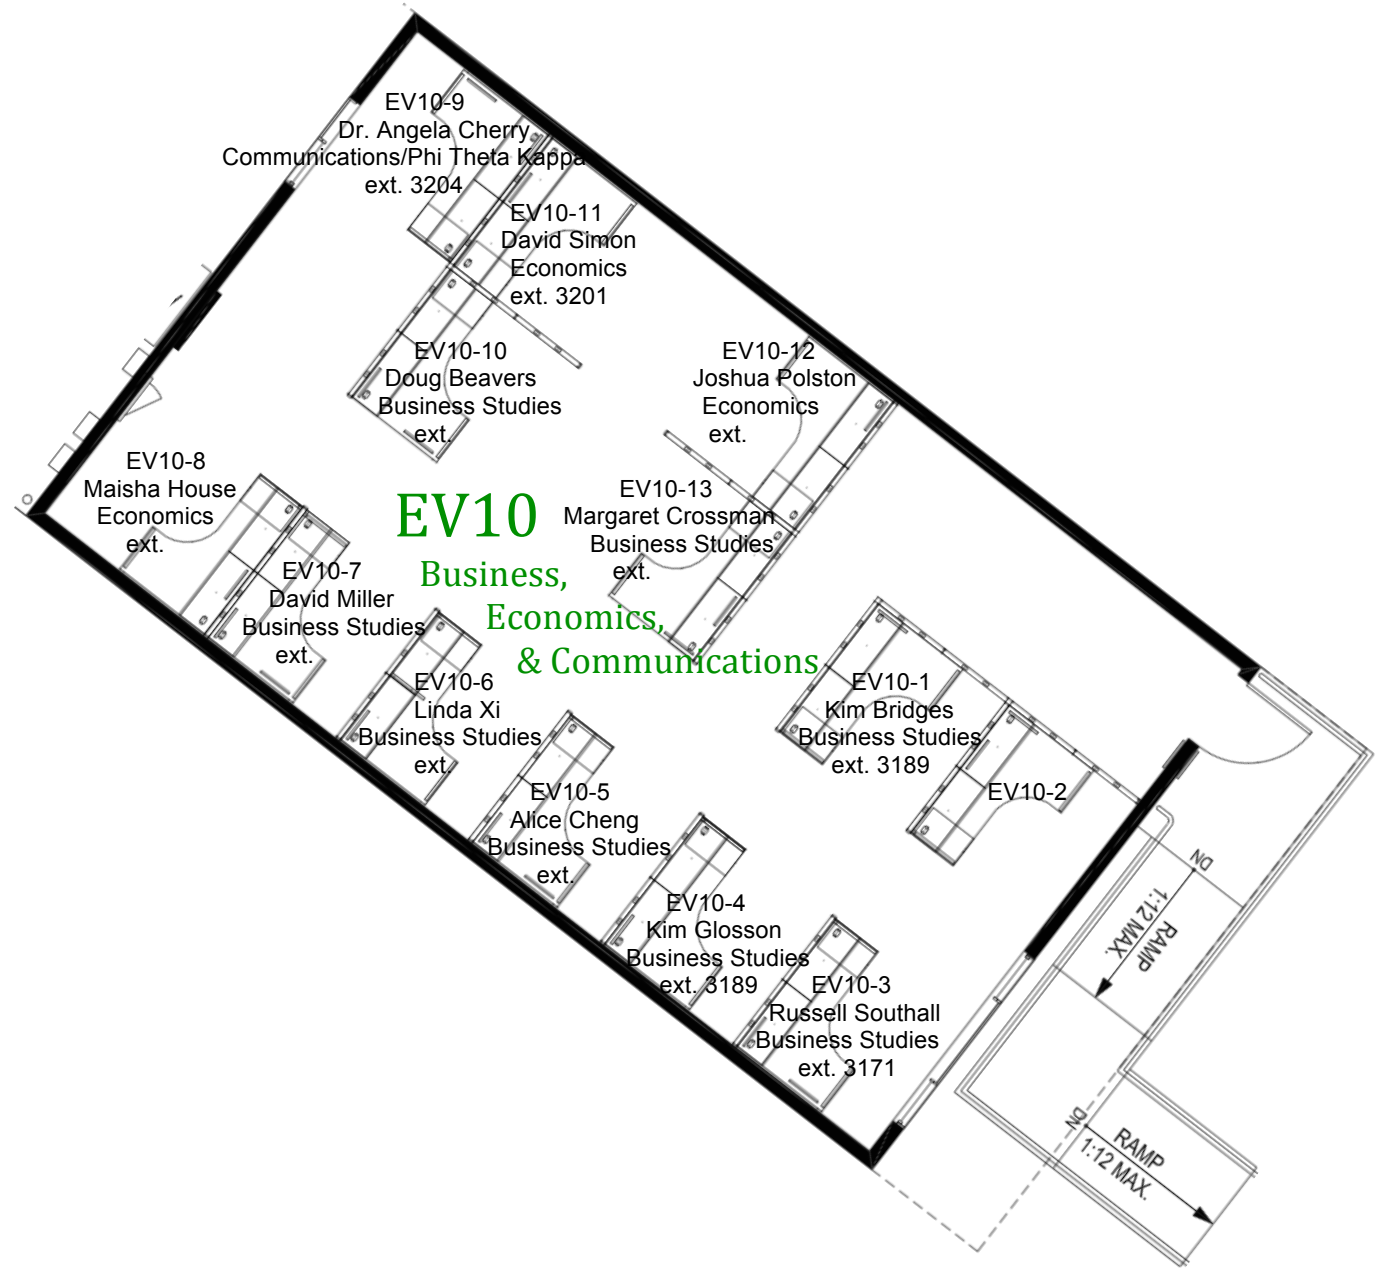 EV10-9
Dr. Angela Cherry
Communications/Phi Theta Kappa
ext. 3204
EV10-11
David Simon
Economics
ext. 3201
EV10-10
Doug Beavers
Business Studies
ext.
EV10-12
Joshua Polston
Economics
ext.
EV10-8
Maisha House
Economics
ext.
EV10-13
Margaret Crossman
Business Studies
ext.
EV10
Business,
Economics,
& Communications
EV10-7
David Miller
Business Studies
ext.
EV10-6
Linda Xi
Business Studies
ext.
EV10-1
Kim Bridges
Business Studies
ext. 3189
EV10-2
EV10-5
Alice Cheng
Business Studies
ext.
EV10-4
Kim Glosson
Business Studies
ext. 3189
EV10-3
Russell Southall
Business Studies
ext. 3171
DN
RAMP
1:12 MAX.
DN
RAMP
1:12 MAX.